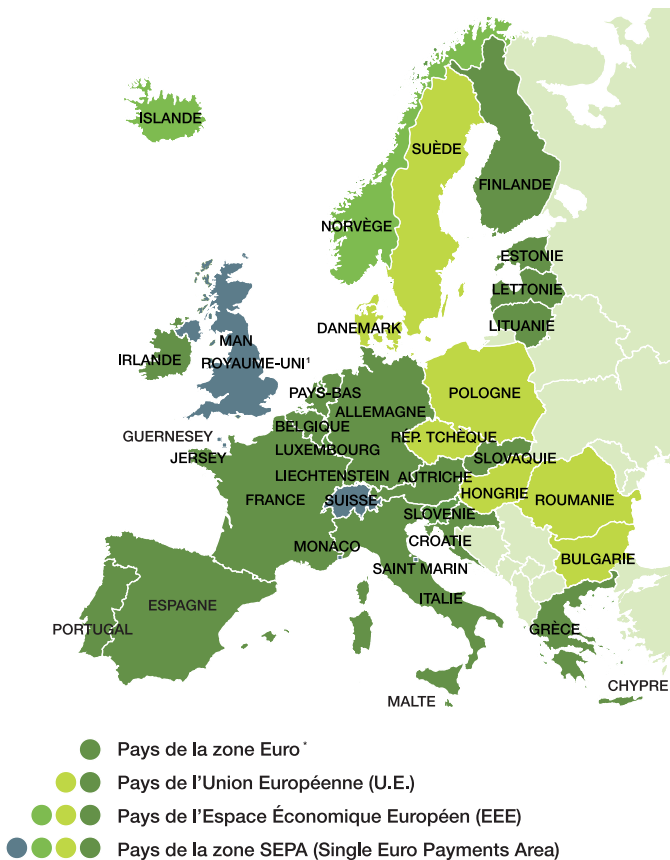 ISLANDE
SUÈDE
FINLANDE
NORVÈGE
ESTONIE
LETTONIE
LITUANIE
DANEMARK
MAN
IRLANDE
ROYAUME-UNI¹
PAYS-BAS
POLOGNE
ALLEMAGNE
BELGIQUE
GUERNESEY
RÉP. TCHÈQUE
LUXEMBOURG
JERSEY
SLOVAQUIE
LIECHTENSTEIN
AUTRICHE
FRANCE
SUISSE
HONGRIE
ROUMANIE
SLOVENIE
CROATIE
MONACO
BULGARIE
SAINT MARIN
ITALIE
ESPAGNE
PORTUGAL
GRÈCE
CHYPRE
MALTE
Pays de la zone Euro*
Pays de l'Union Européenne (U.E.)
Pays de l'Espace Économique Européen (EEE)
Pays de la zone SEPA (Single Euro Payments Area)